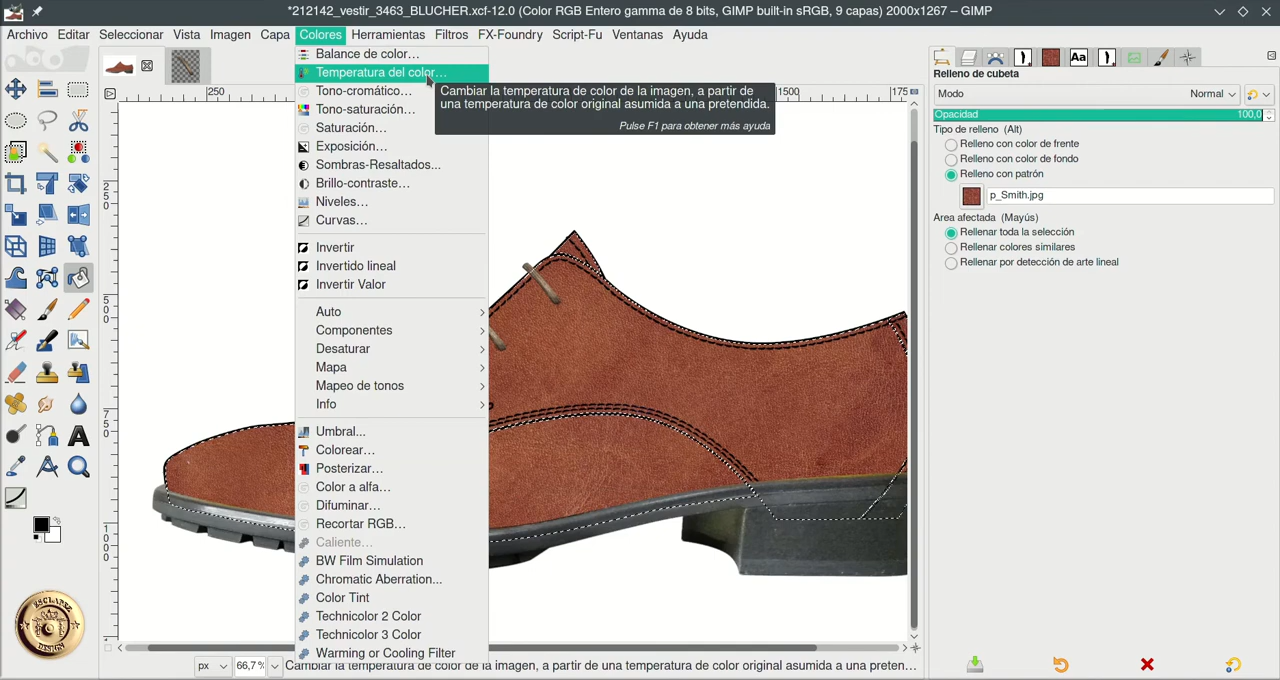 *212142_vestir_3463_BLUCHER.xcf-12.0 (Color RGB Entero gamma de 8 bits, GIMP built-in sRGB, 9 capas) 2000x1267 – GIMP
Archivo Editar Seleccionar Vista Imagen Capa Colores Herramientas Filtros FX-Foundry Script-Fu Ventanas Ayuda
Balance de color…
Temperatura del color…
Tono-cromático…
Tono-saturación…
Saturación…
Exposición…
Sombras-Resaltados…
Brillo-contraste…
Niveles…
Curvas…
Invertir
Invertido lineal
Invertir Valor
Auto
Componentes
Desaturar
Mapa
Mapeo de tonos
Info
Umbral…
Colorear…
Posterizar…
Color a alfa…
Difuminar…
Recortar RGB…
Caliente…
BW Film Simulation
Chromatic Aberration...
Color Tint
Technicolor 2 Color
Technicolor 3 Color
Warming or Cooling Filter
Cambiar la temperatura de color de la imagen, a partir de
una temperatura de color original asumida a una pretendida.
Pulse F1 para obtener más ayuda
250
1500
175
250
500
750
1000
Relleno de cubeta
Modo Normal
Opacidad 100,0
Tipo de relleno (Alt)
Relleno con color de frente
Relleno con color de fondo
Relleno con patrón
p_Smith.jpg
Area afectada (Mayús)
Rellenar toda la selección
Rellenar colores similares
Rellenar por detección de arte lineal
ESCLAPEZ
DESIGN
px 66,7 % Cambiar la temperatura de color de la imagen, a partir de una temperatura de color original asumida a una preten…